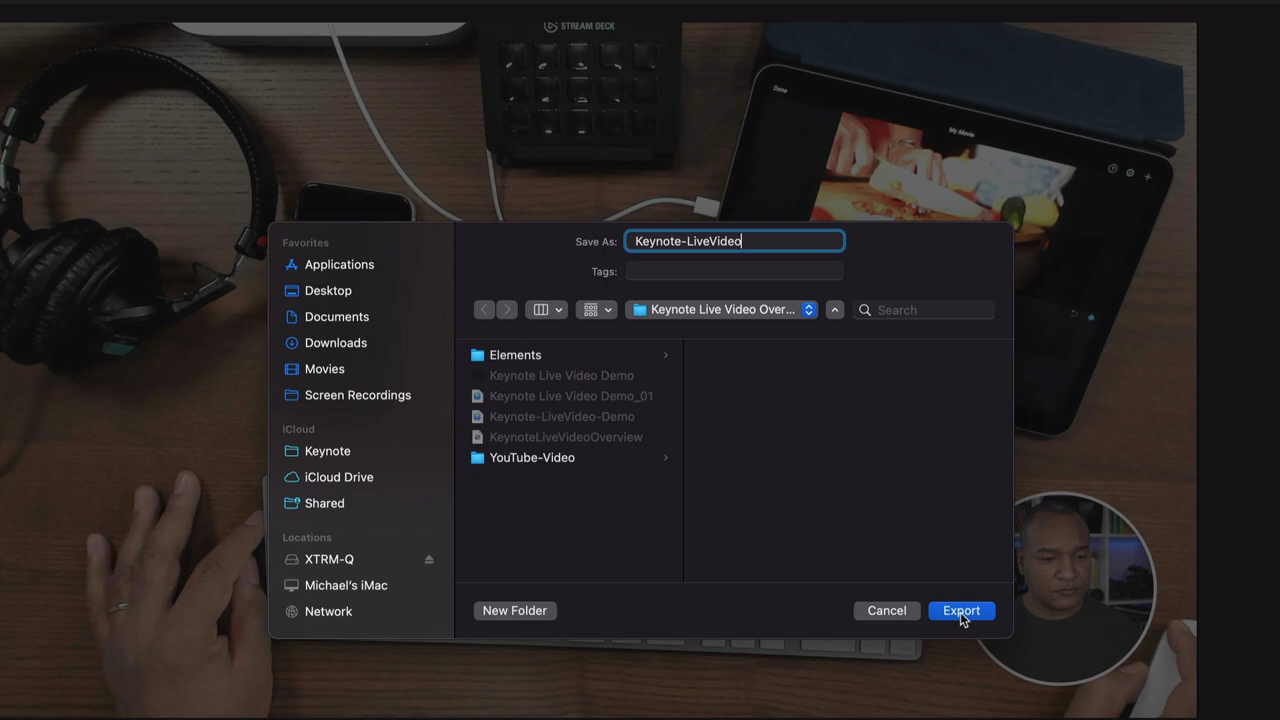 STREAM DECK
Done
My Movie
Favorites
Applications
Desktop
Documents
Downloads
Movies
Screen Recordings
iCloud
Keynote
iCloud Drive
Shared
Locations
XTRM-Q
Michael's iMac
Network
Save As: Keynote-LiveVideo
Tags:
Keynote Live Video Over...
Search
Elements
Keynote Live Video Demo
Keynote Live Video Demo_01
Keynote-LiveVideo-Demo
KeynoteLiveVideoOverview
YouTube-Video
New Folder
Cancel
Export